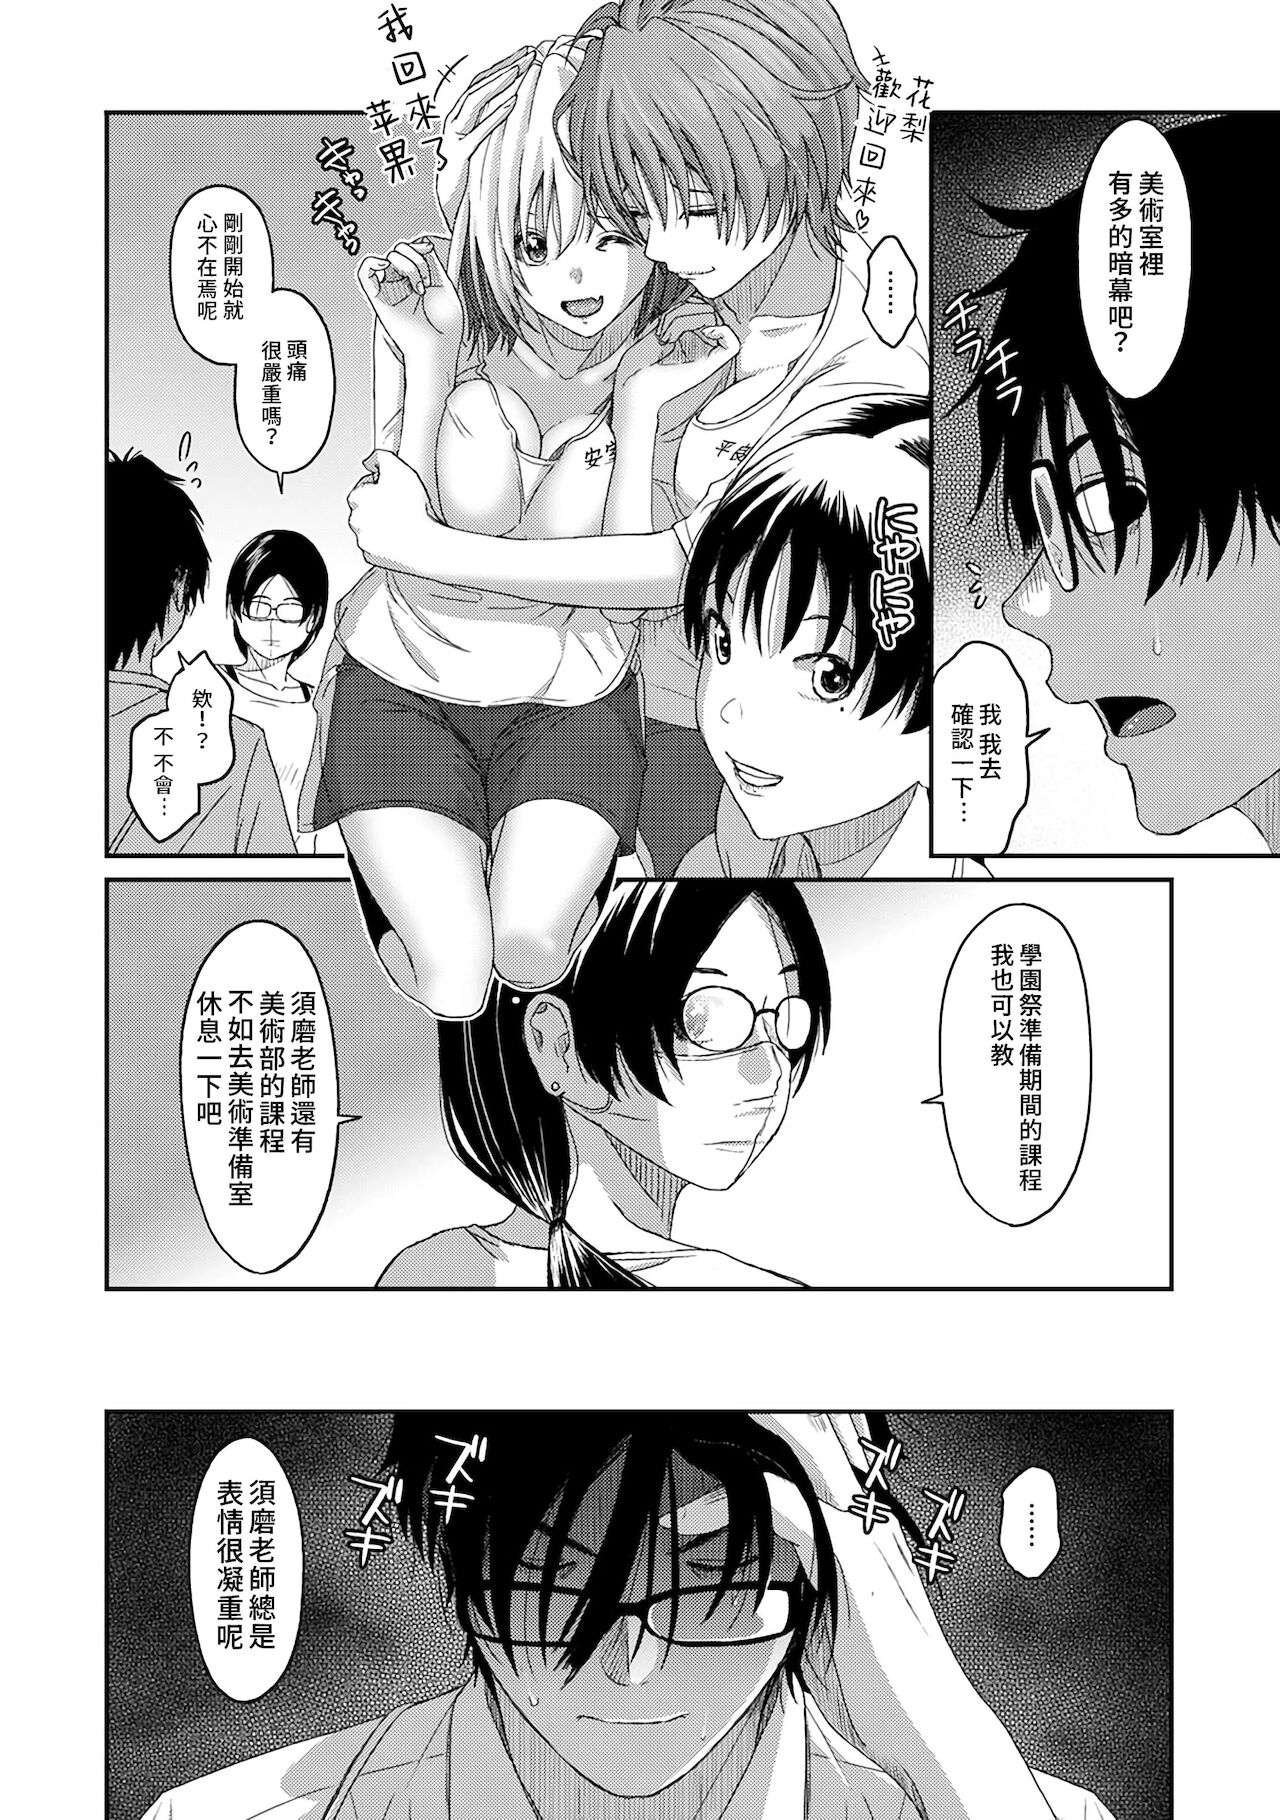 美術室裡
有多的暗幕吧？
チラ
チラ
我 我去
確認一下…
……
花梨
歡迎回來♡
我回來了
苹果
きゃっ
きゃっ
安室
平良
にや
にや
剛剛開始就
心不在焉呢
頭痛
很嚴重嗎？
欸！？
不 不會…
學園祭準備期間的課程
我也可以教
須磨老師還有
美術部的課程
不如去美術準備室
休息一下吧
……
ズキ
ズキ
ズキ
ズキ
須磨老師總是
表情很凝重呢